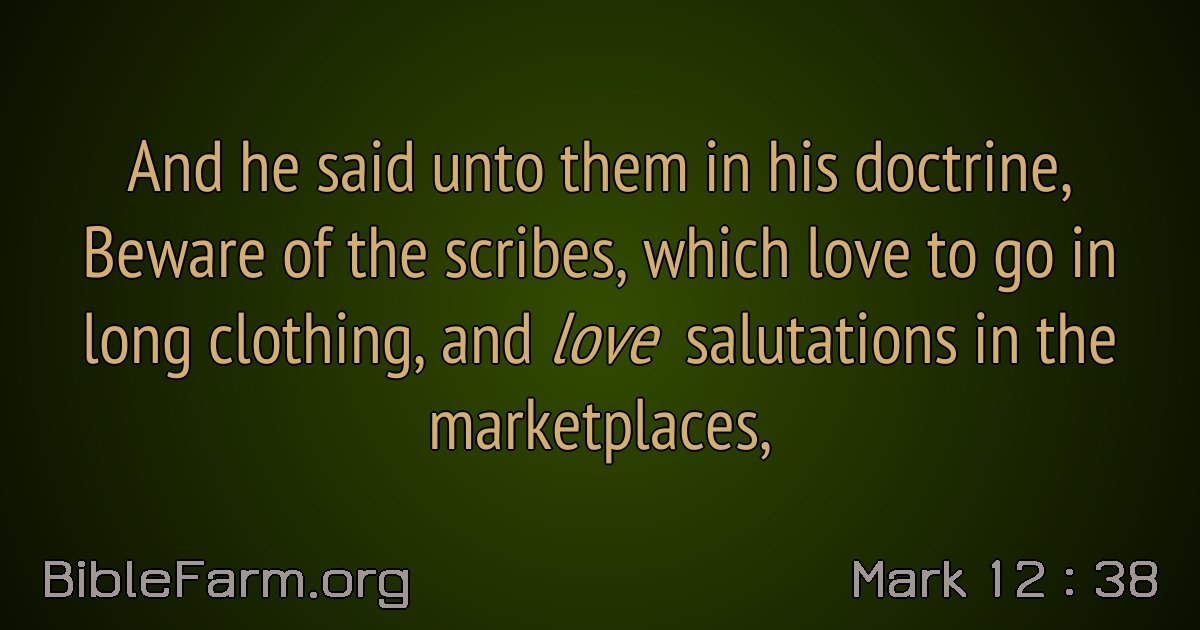 And he said unto them in his doctrine,
Beware of the scribes, which love to go in
long clothing, and love salutations in the
marketplaces,
BibleFarm.org
Mark 12 : 38